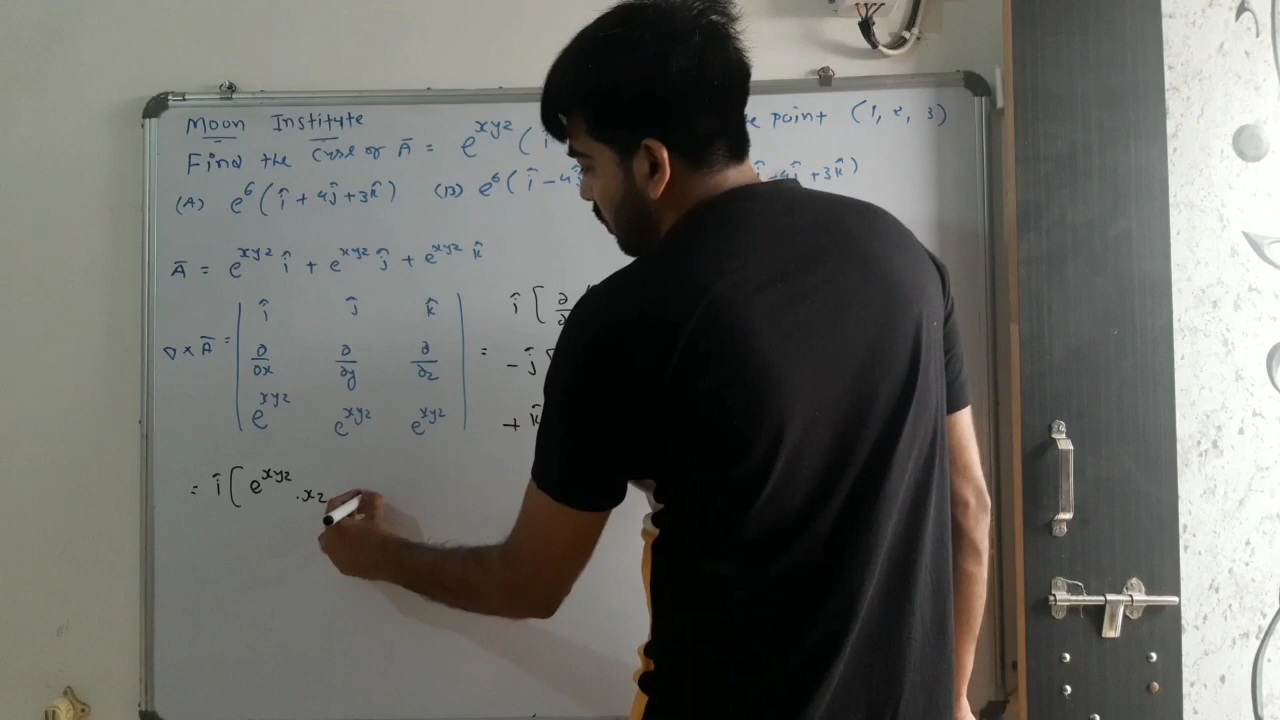 Moon Institute
Find the Curl of Ā = e^xyz ( î point (1, 2, 3)
(A) e^6 ( î + 4ĵ + 3k̂ ) (B) e^6 ( î - 4ĵ -4ĵ + 3k̂ )
Ā = e^xyz î + e^xyz ĵ + e^xyz k̂
î ĵ k̂
∇ × Ā = ∂/∂x ∂/∂y ∂/∂z =
e^xyz e^xyz e^xyz
î [ ∂
- ĵ
+ k̂
= î [ e^xyz . xz